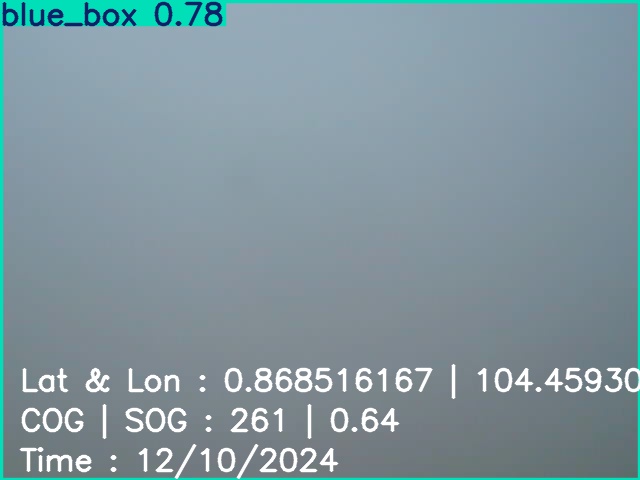 blue_box 0.78
Lat & Lon : 0.868516167 | 104.45930
COG | SOG : 261 | 0.64
Time : 12/10/2024